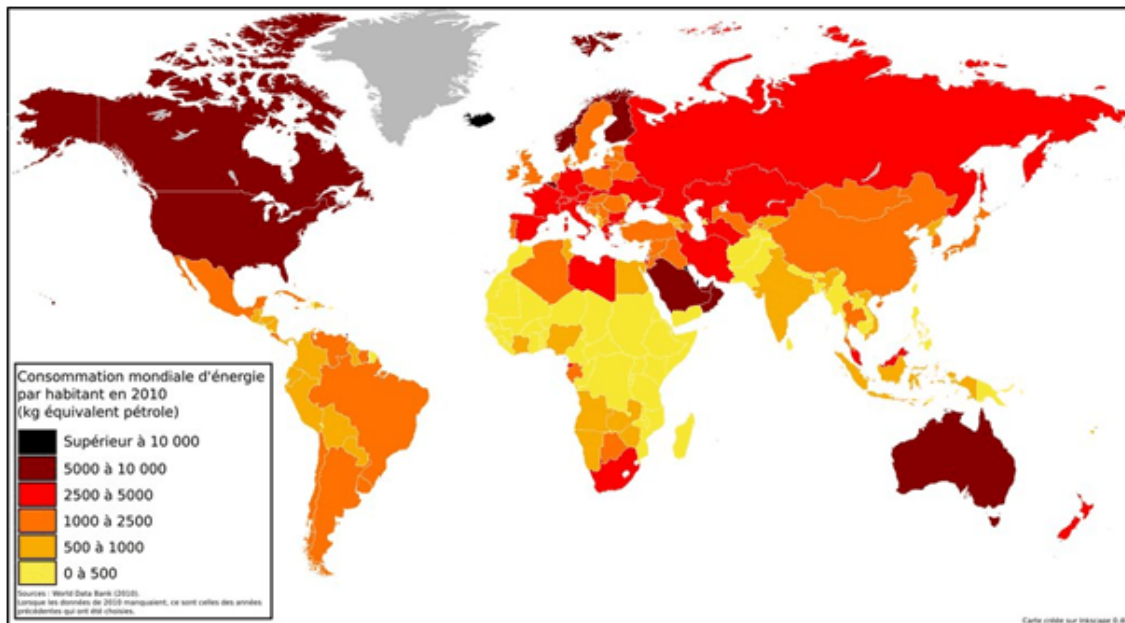 Consommation mondiale d'énergie
par habitant en 2010
(kg équivalent pétrole)
Supérieur à 10 000
5000 à 10 000
2500 à 5000
1000 à 2500
500 à 1000
0 à 500
Sources : World Data Bank (2010).
Lorsque les données de 2010 manquaient, ce sont celles des années
précédentes qui ont été choisies.
Carte créée sur Inkscape